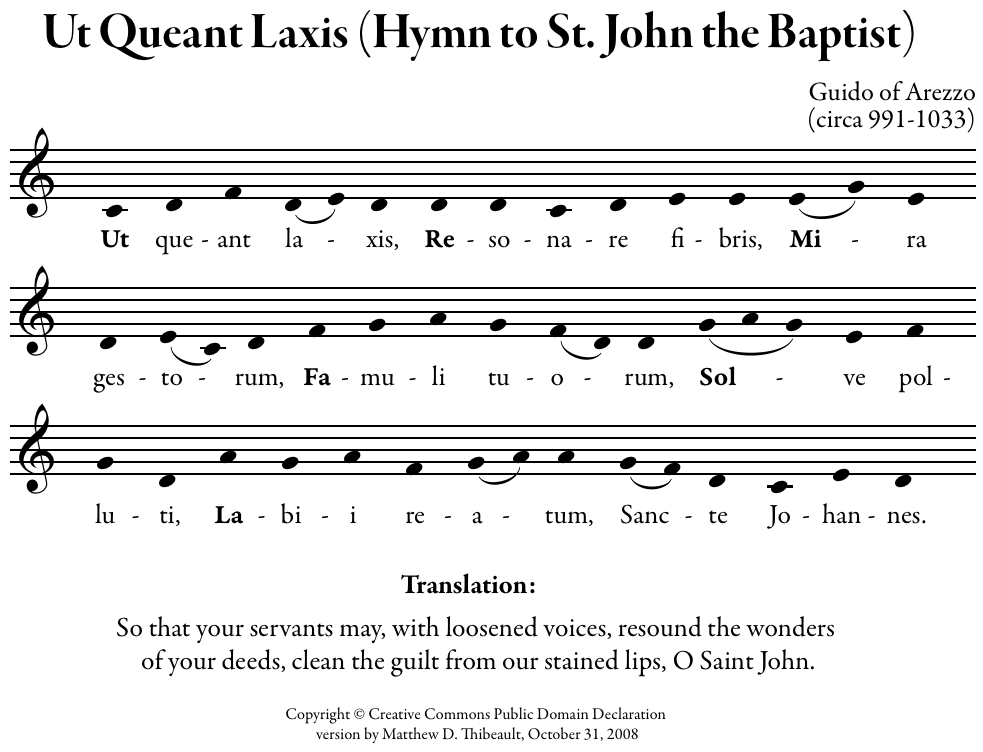 Ut Queant Laxis (Hymn to St. John the Baptist)
Guido of Arezzo
(circa 991-1033)
Ut que - ant la - xis, Re - so - na - re fi - bris, Mi - ra
ges - to - rum, Fa - mu - li tu - o - rum, Sol - ve pol -
lu - ti, La - bi - i re - a - tum, Sanc - te Jo - han - nes.
Translation:
So that your servants may, with loosened voices, resound the wonders
of your deeds, clean the guilt from our stained lips, O Saint John.
Copyright © Creative Commons Public Domain Declaration
version by Matthew D. Thibeault, October 31, 2008